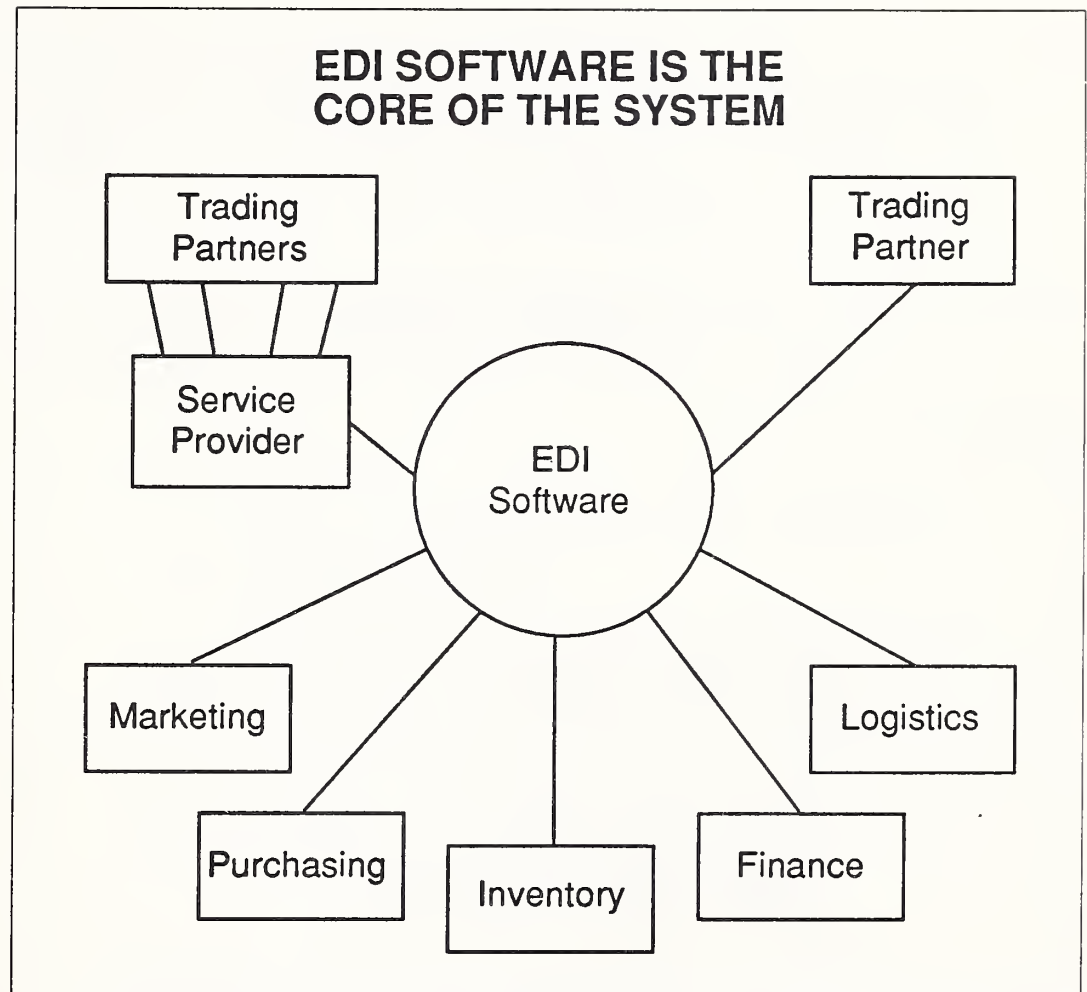 EDI SOFTWARE IS THE
CORE OF THE SYSTEM
Trading
Partners
Trading
Partner
Service
Provider
EDI
Software
Marketing
Logistics
Purchasing
Inventory
Finance